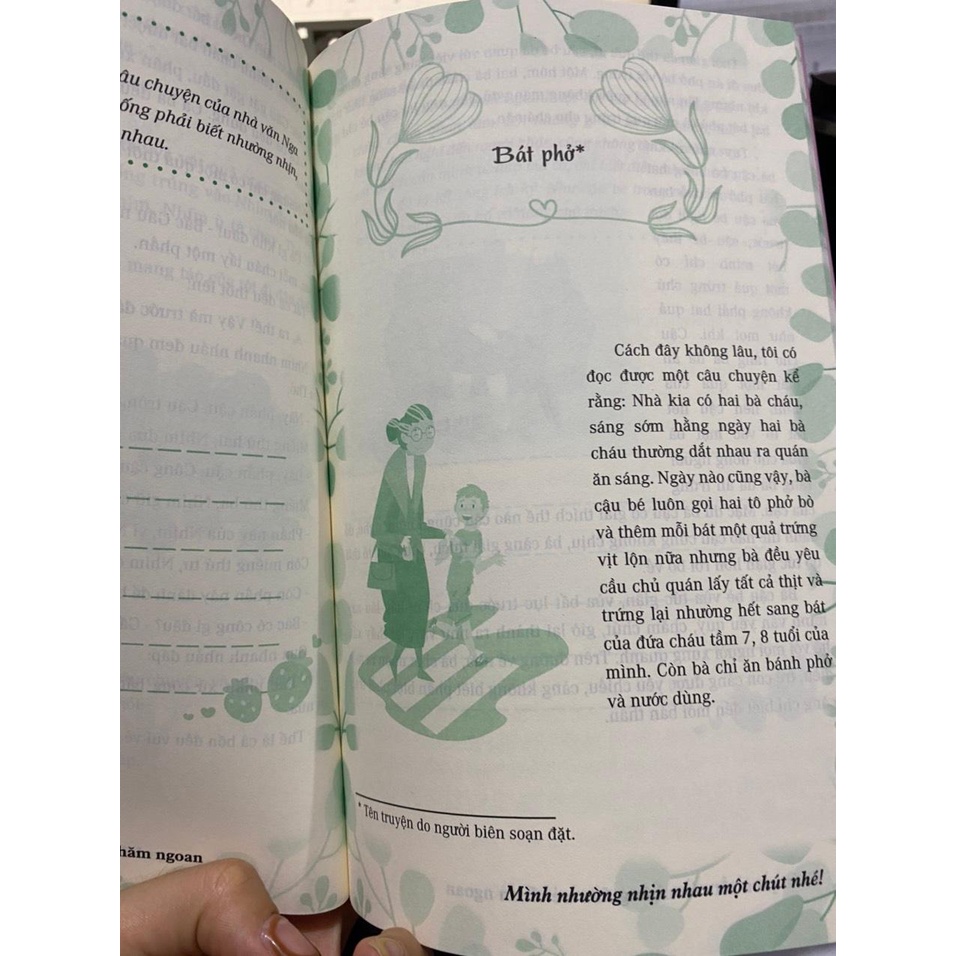 âu chuyện của nhà văn Nga
ống phải biết nhường nhịn,
nhau.
hăm ngoan
Bát phở*
Cách đây không lâu, tôi có
đọc được một câu chuyện kể
rằng: Nhà kia có hai bà cháu,
sáng sớm hằng ngày hai bà
cháu thường dắt nhau ra quán
ăn sáng. Ngày nào cũng vậy, bà
cậu bé luôn gọi hai tô phở bò
và thêm mỗi bát một quả trứng
vịt lộn nữa nhưng bà đều yêu
cầu chủ quán lấy tất cả thịt và
trứng lại nhường hết sang bát
của đứa cháu tầm 7, 8 tuổi của
mình. Còn bà chỉ ăn bánh phở
và nước dùng.
* Tên truyện do người biên soạn đặt.
Mình nhường nhịn nhau một chút nhé!